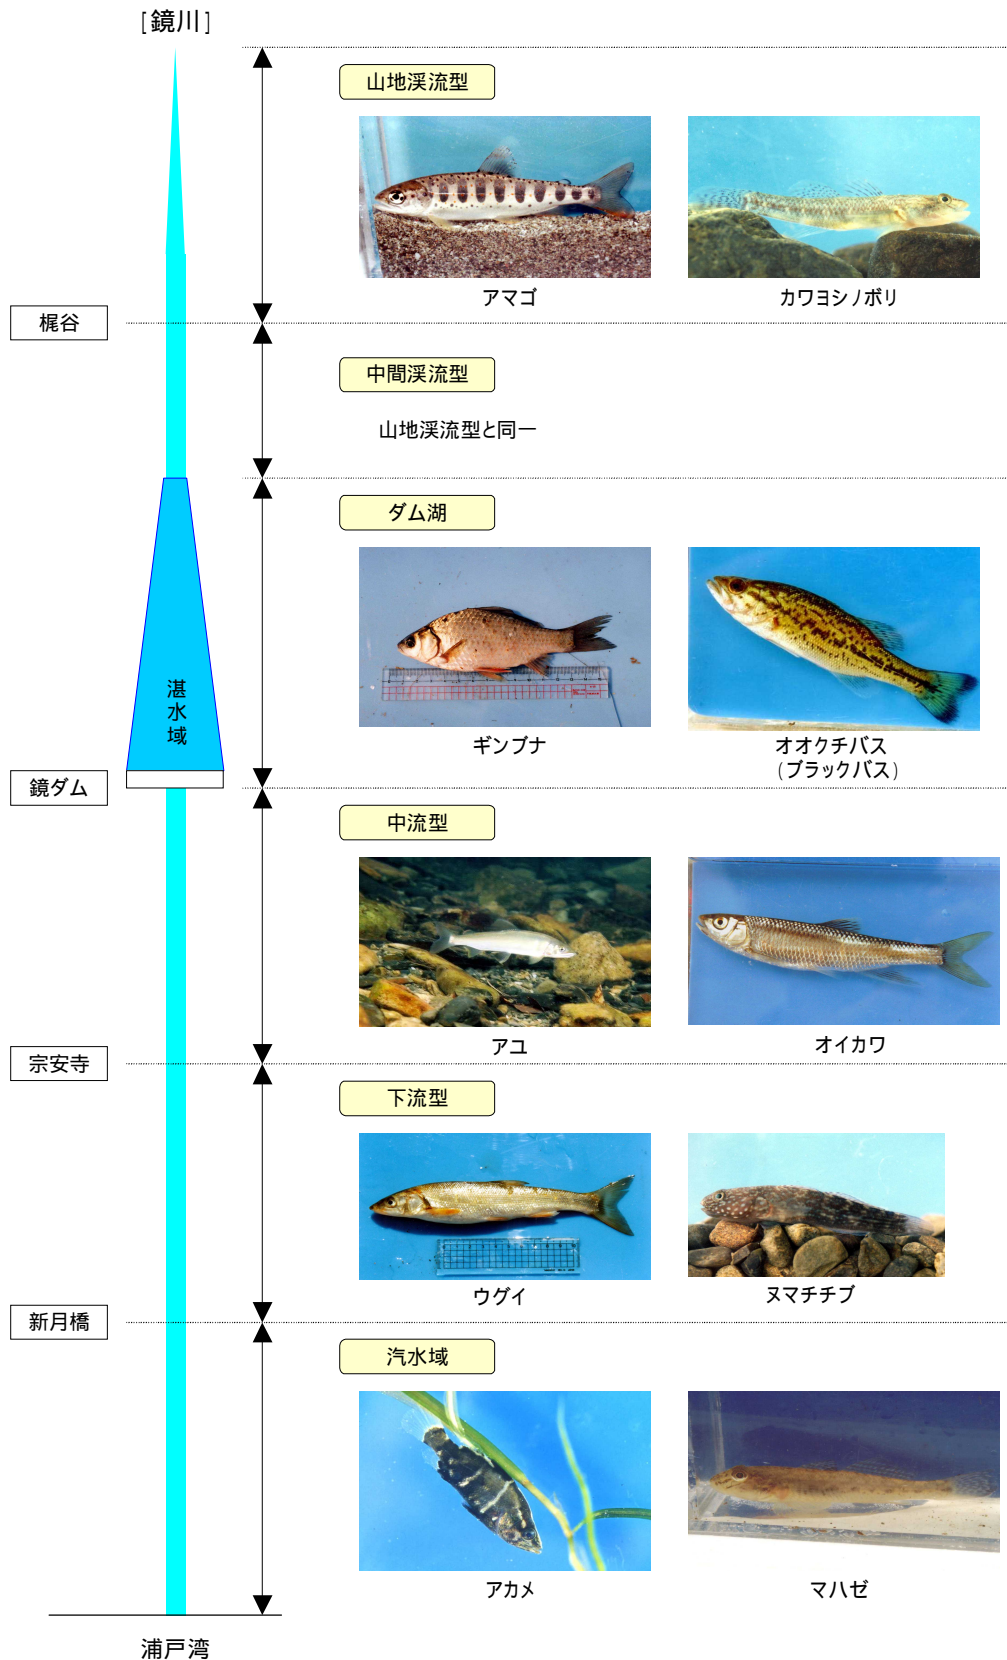 [鏡川]
山地渓流型
アマゴ
カワヨシノボリ
梶谷
中間渓流型
山地渓流型と同一
ダム湖
湛水域
ギンブナ
オオクチバス
(ブラックバス)
鏡ダム
中流型
アユ
オイカワ
宗安寺
下流型
ウグイ
ヌマチチブ
新月橋
汽水域
アカメ
マハゼ
浦戸湾